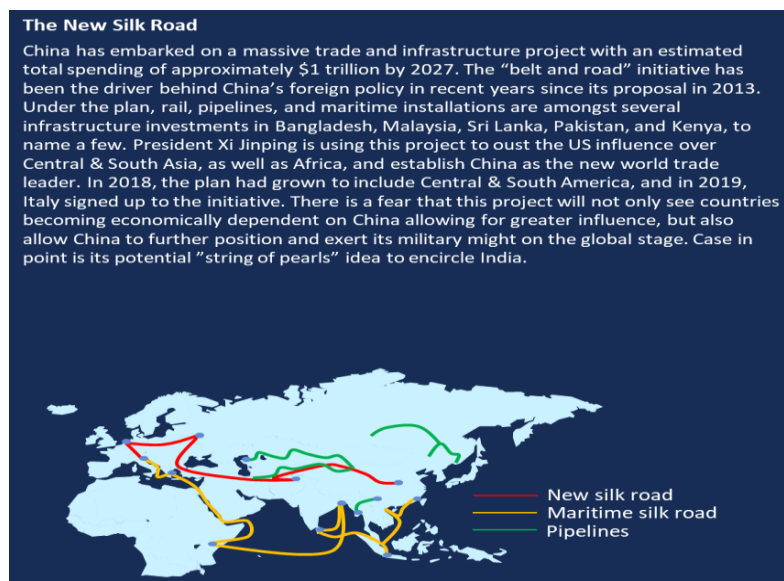 The New Silk Road
China has embarked on a massive trade and infrastructure project with an estimated
total spending of approximately $1 trillion by 2027. The “belt and road” initiative has
been the driver behind China’s foreign policy in recent years since its proposal in 2013.
Under the plan, rail, pipelines, and maritime installations are amongst several
infrastructure investments in Bangladesh, Malaysia, Sri Lanka, Pakistan, and Kenya, to
name a few. President Xi Jinping is using this project to oust the US influence over
Central & South Asia, as well as Africa, and establish China as the new world trade
leader. In 2018, the plan had grown to include Central & South America, and in 2019,
Italy signed up to the initiative. There is a fear that this project will not only see countries
becoming economically dependent on China allowing for greater influence, but also
allow China to further position and exert its military might on the global stage. Case in
point is its potential ”string of pearls” idea to encircle India.
New silk road
Maritime silk road
Pipelines